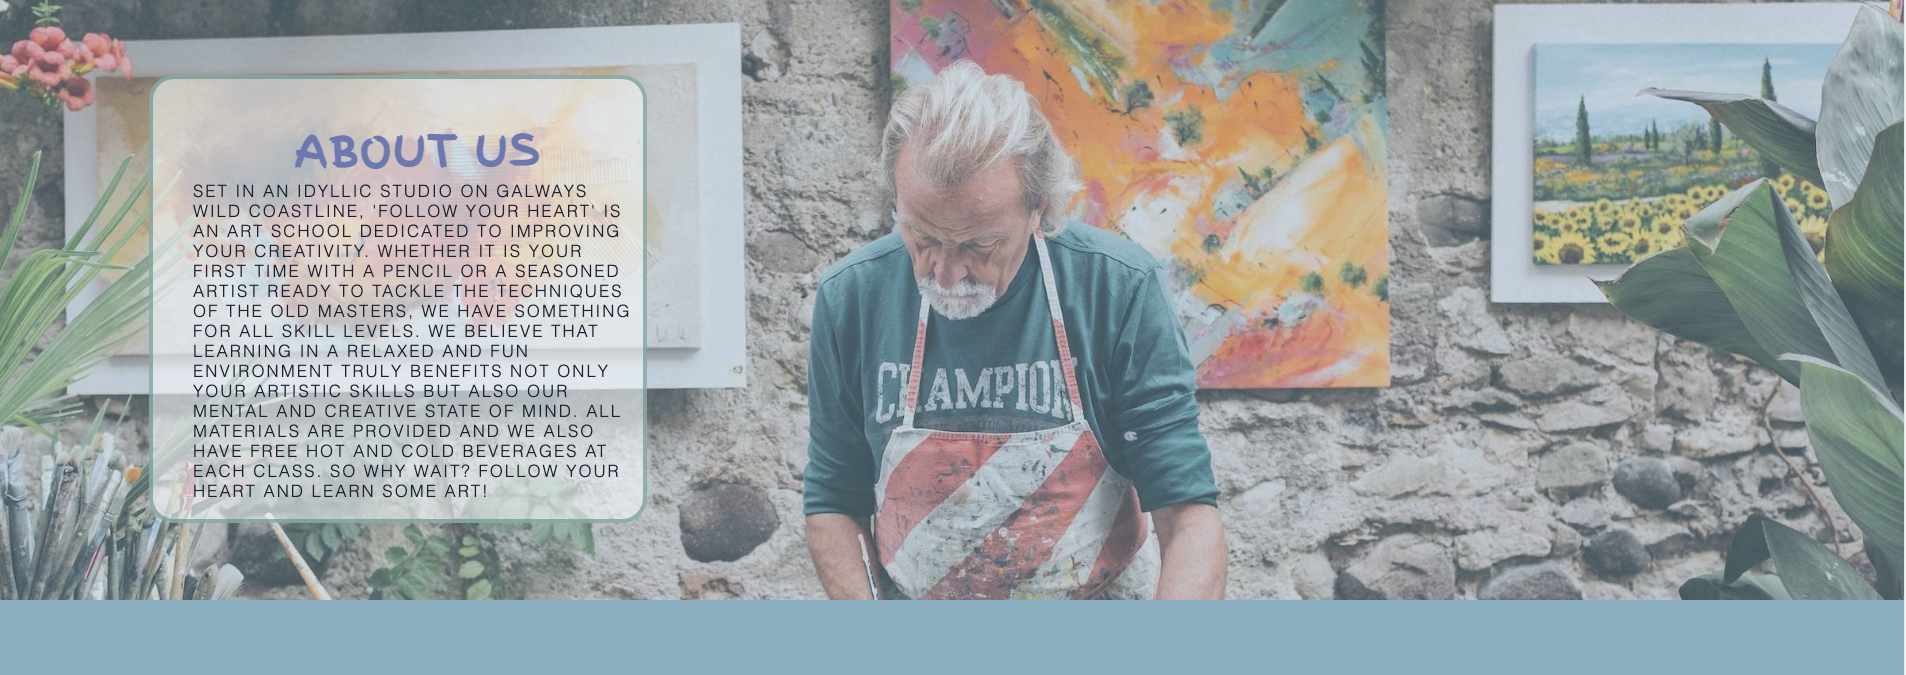 ABOUT US
SET IN AN IDYLLIC STUDIO ON GALWAYS
WILD COASTLINE, 'FOLLOW YOUR HEART' IS
AN ART SCHOOL DEDICATED TO IMPROVING
YOUR CREATIVITY. WHETHER IT IS YOUR
FIRST TIME WITH A PENCIL OR A SEASONED
ARTIST READY TO TACKLE THE TECHNIQUES
OF THE OLD MASTERS, WE HAVE SOMETHING
FOR ALL SKILL LEVELS. WE BELIEVE THAT
LEARNING IN A RELAXED AND FUN
ENVIRONMENT TRULY BENEFITS NOT ONLY
YOUR ARTISTIC SKILLS BUT ALSO OUR
MENTAL AND CREATIVE STATE OF MIND. ALL
MATERIALS ARE PROVIDED AND WE ALSO
HAVE FREE HOT AND COLD BEVERAGES AT
EACH CLASS. SO WHY WAIT? FOLLOW YOUR
HEART AND LEARN SOME ART!
CHAMPION
63